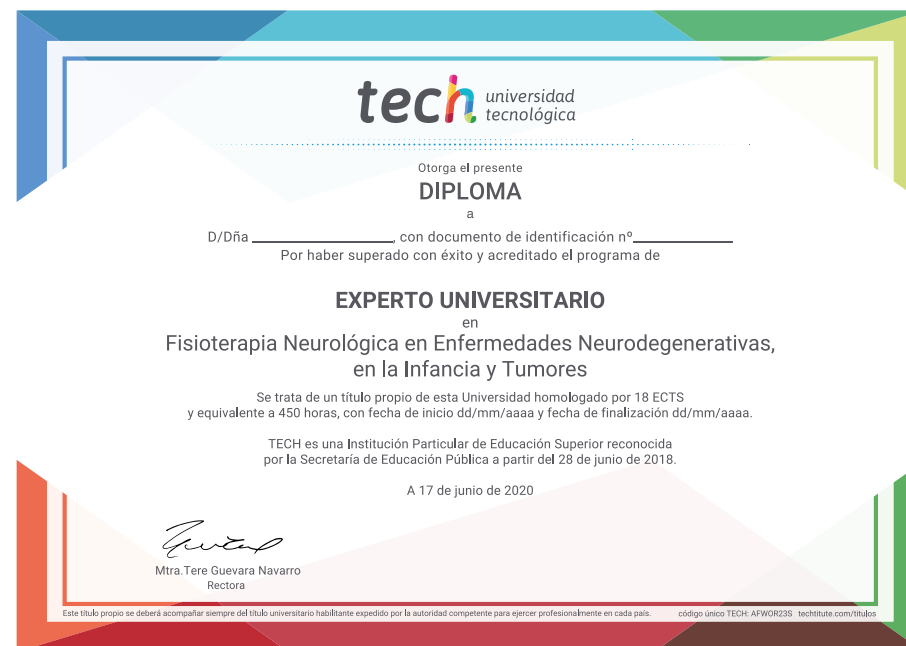 tech universidad
tecnológica
Otorga el presente
DIPLOMA
a
D/Dña ____________________, con documento de identificación nº______________
Por haber superado con éxito y acreditado el programa de
EXPERTO UNIVERSITARIO
en
Fisioterapia Neurológica en Enfermedades Neurodegenerativas,
en la Infancia y Tumores
Se trata de un título propio de esta Universidad homologado por 18 ECTS
y equivalente a 450 horas, con fecha de inicio dd/mm/aaaa y fecha de finalización dd/mm/aaaa.
TECH es una Institución Particular de Educación Superior reconocida
por la Secretaría de Educación Pública a partir del 28 de junio de 2018.
A 17 de junio de 2020
Mtra.Tere Guevara Navarro
Rectora
Este título propio se deberá acompañar siempre del título universitario habilitante expedido por la autoridad competente para ejercer profesionalmente en cada país. código único TECH: AFWOR23S techtitute.com/titulos